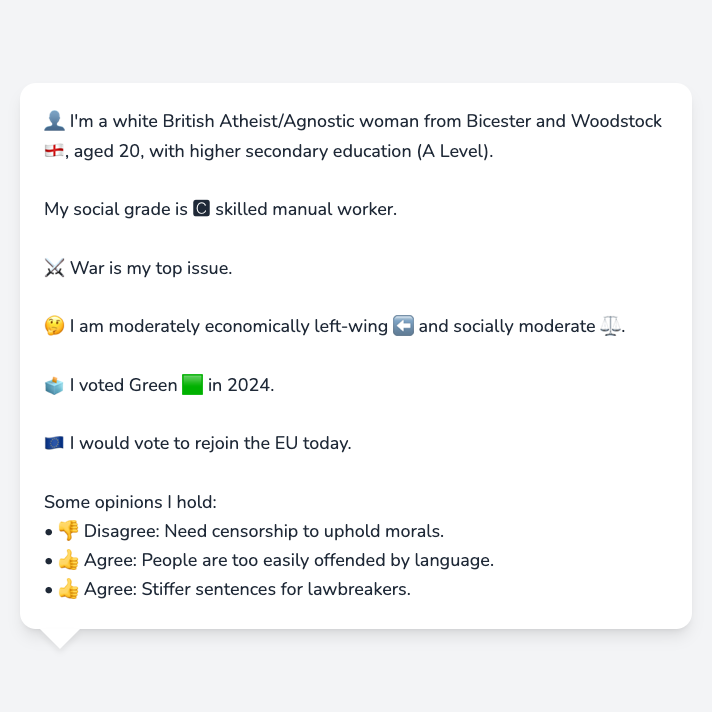 👤 I'm a white British Atheist/Agnostic woman from Bicester and Woodstock
🏴󠁧󠁢󠁥󠁮󠁧󠁿, aged 20, with higher secondary education (A Level).
My social grade is 🅲 skilled manual worker.
⚔️ War is my top issue.
🤔 I am moderately economically left-wing ⬅️ and socially moderate ⚖️.
🗳️ I voted Green 🟩 in 2024.
🇪🇺 I would vote to rejoin the EU today.
Some opinions I hold:
• 👎 Disagree: Need censorship to uphold morals.
• 👍 Agree: People are too easily offended by language.
• 👍 Agree: Stiffer sentences for lawbreakers.